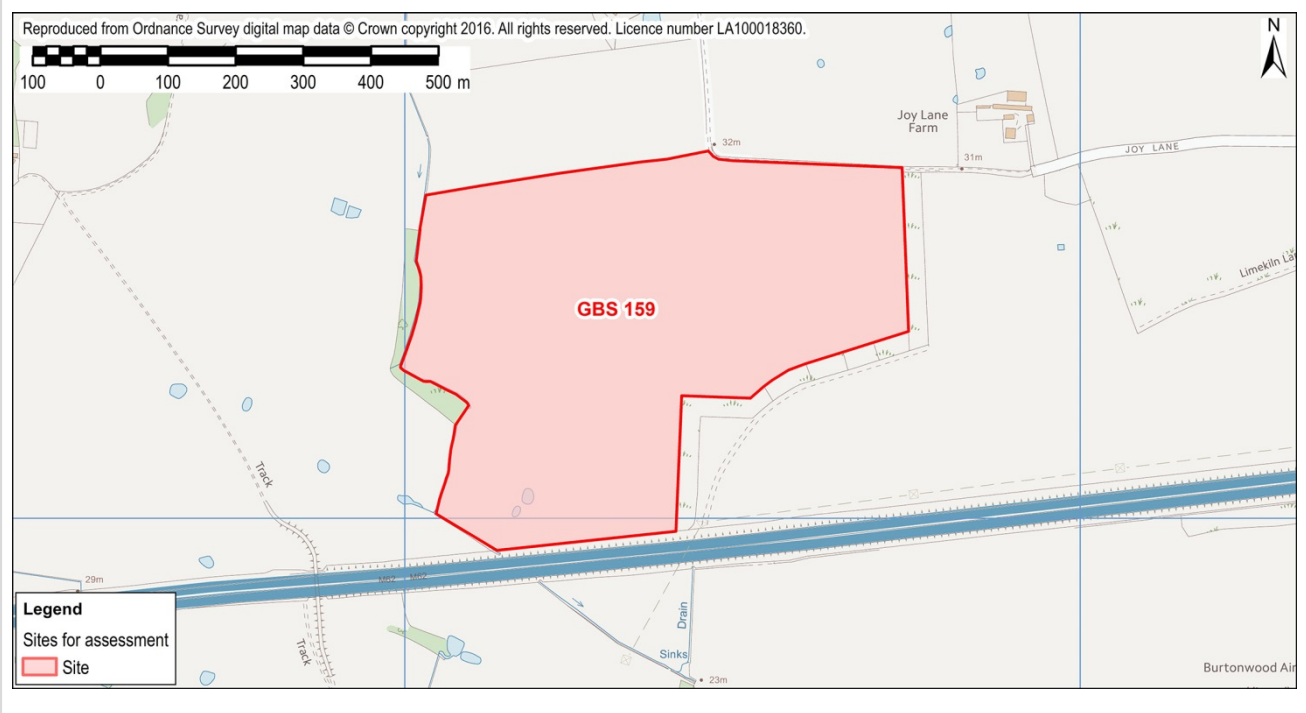 Reproduced from Ordnance Survey digital map data © Crown copyright 2016. All rights reserved. Licence number LA100018360.
N
100 0 100 200 300 400 500 m
Joy Lane
Farm
32m
31m
JOY LANE
Limekiln La
GBS 159
Track
M62 M62
29m
Legend
Sites for assessment
Site
Track
Drain
Sinks
23m
Burtonwood Air